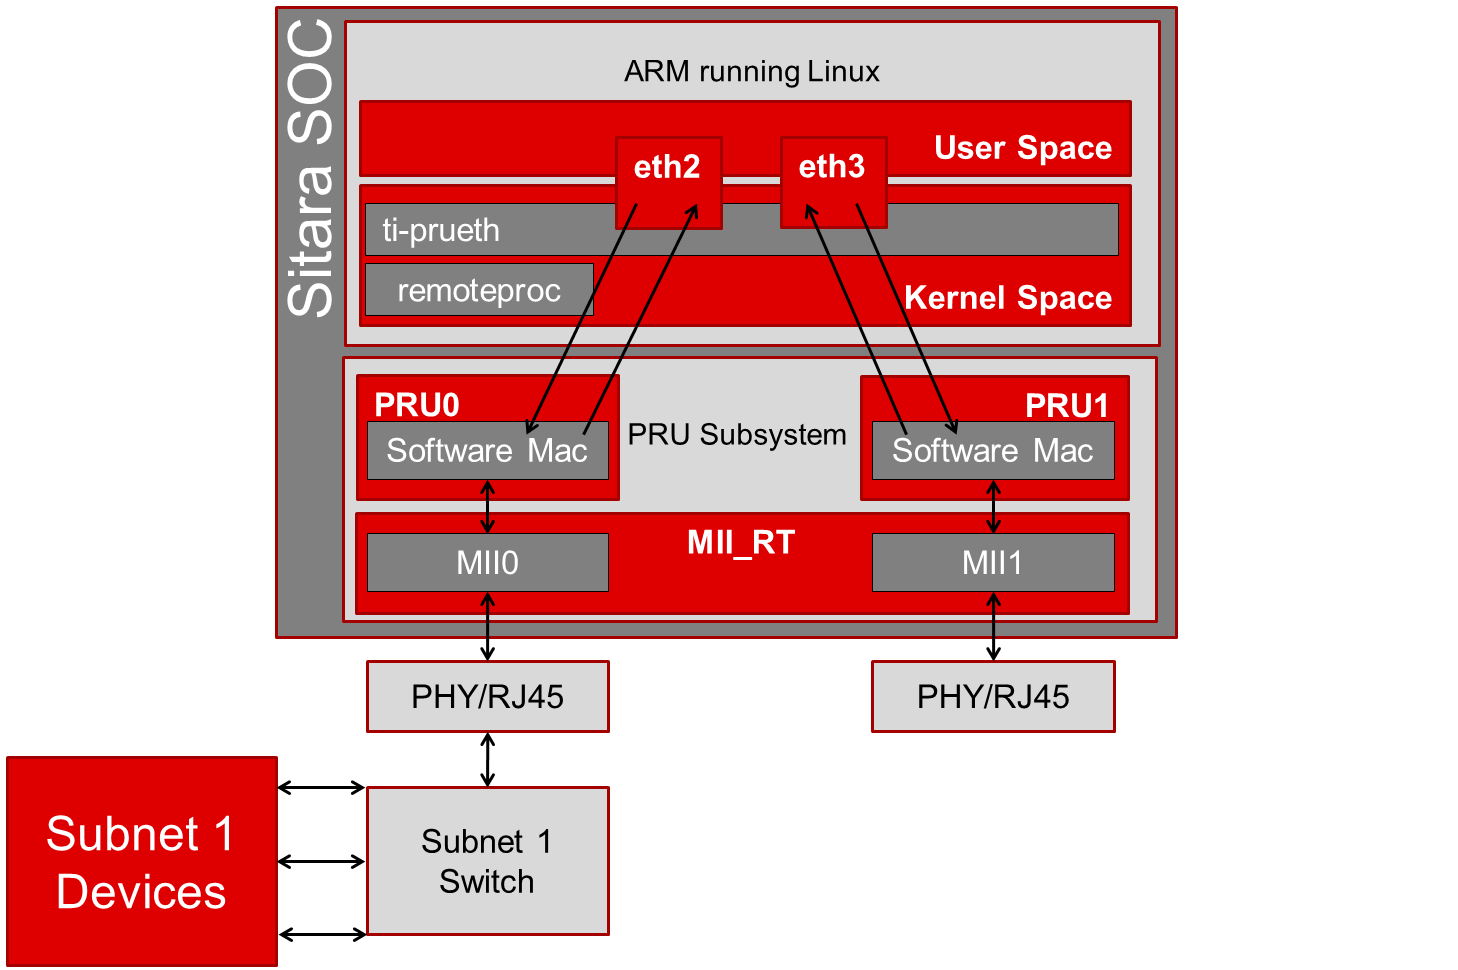 Sitara SOC
ARM running Linux
User Space
eth2
eth3
ti-prueth
remoteproc
Kernel Space
PRU0
Software Mac
PRU Subsystem
PRU1
Software Mac
MII_RT
MII0
MII1
PHY/RJ45
PHY/RJ45
Subnet 1
Devices
Subnet 1
Switch